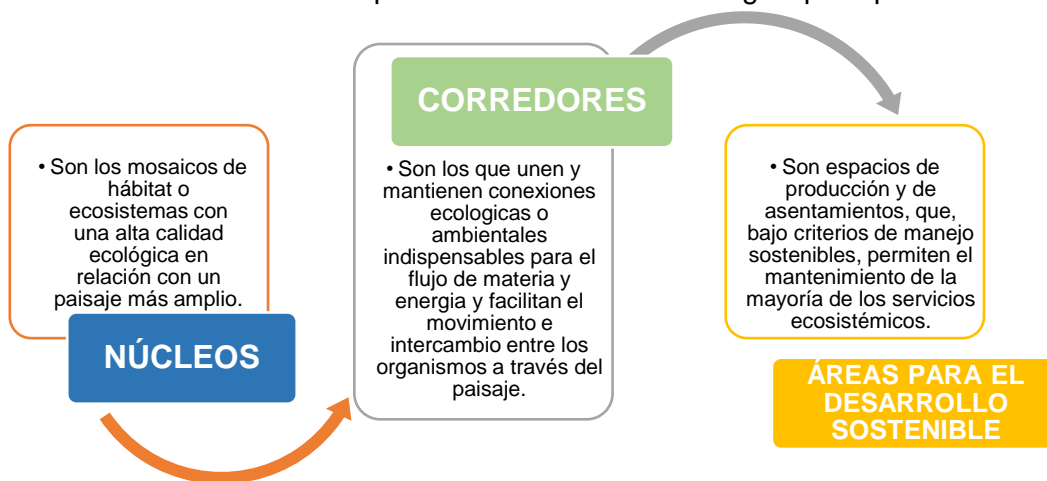 • Son los mosaicos de
hábitat o
ecosistemas con
una alta calidad
ecológica en
relación con un
paisaje más amplio.
NÚCLEOS
CORREDORES
• Son los que unen y
mantienen conexiones
ecologicas o
ambientales
indispensables para el
flujo de materia y
energia y facilitan el
movimiento e
intercambio entre los
organismos a través del
paisaje.
• Son espacios de
producción y de
asentamientos, que,
bajo criterios de manejo
sostenibles, permiten el
mantenimiento de la
mayoría de los servicios
ecosistémicos.
ÁREAS PARA EL
DESARROLLO
SOSTENIBLE